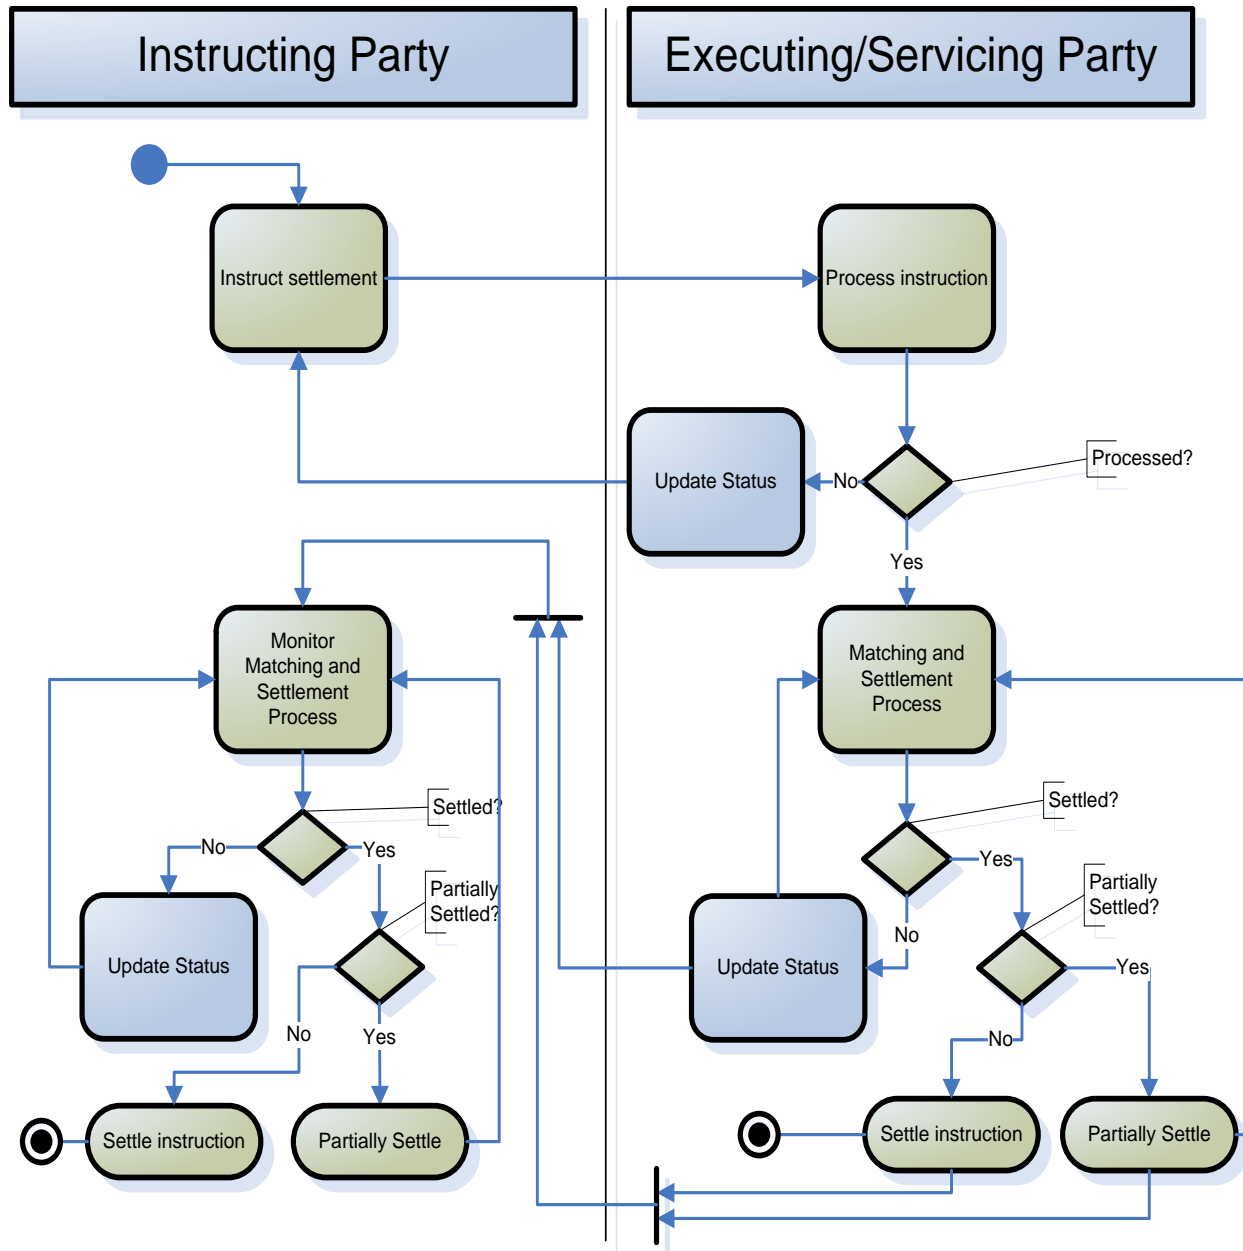 Instructing Party
Executing/Servicing Party
Instruct settlement
Process instruction
Processed?
Update Status
No
Yes
Monitor
Matching and
Settlement
Process
Matching and
Settlement
Process
Settled?
Settled?
No
Yes
Yes
Partially
Settled?
Partially
Settled?
No
Update Status
Update Status
Yes
No
Yes
No
Settle instruction
Partially Settle
Settle instruction
Partially Settle